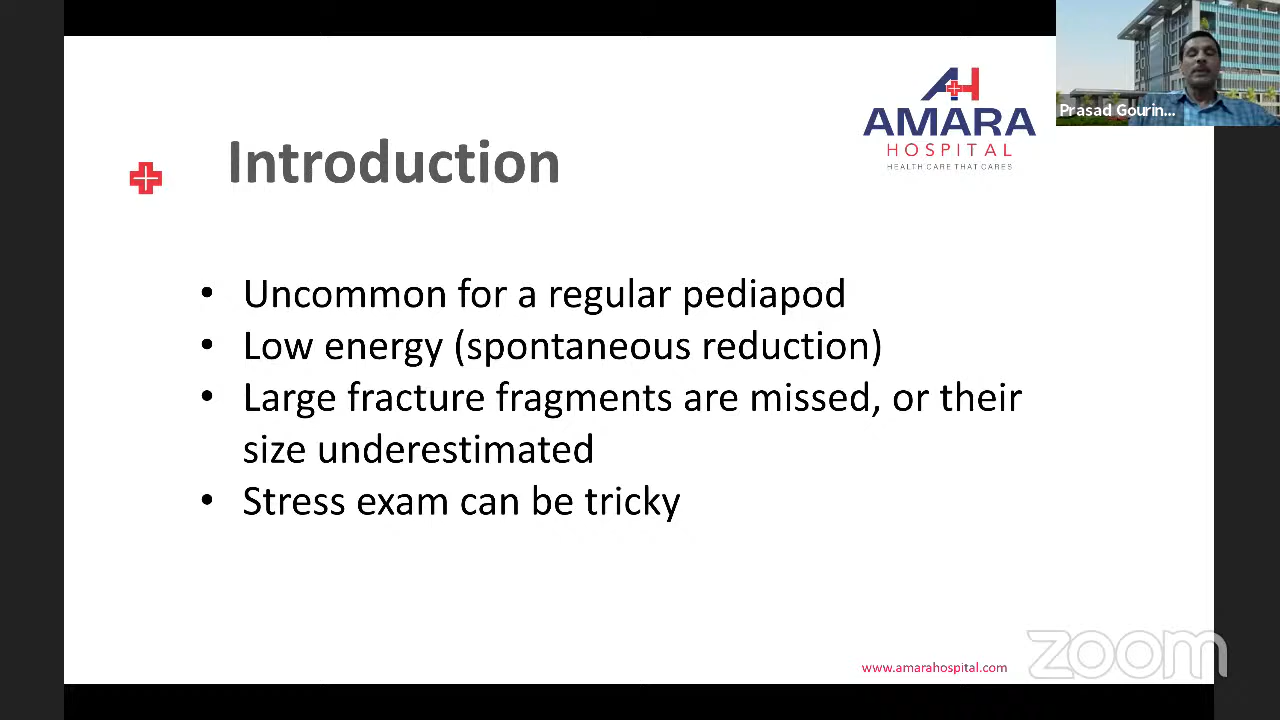 Prasad Gourin...
AMARA
HOSPITAL
HEALTH CARE THAT CARES
Introduction
• Uncommon for a regular pediapod
• Low energy (spontaneous reduction)
• Large fracture fragments are missed, or their
size underestimated
• Stress exam can be tricky
www.amarahospital.com
zoom